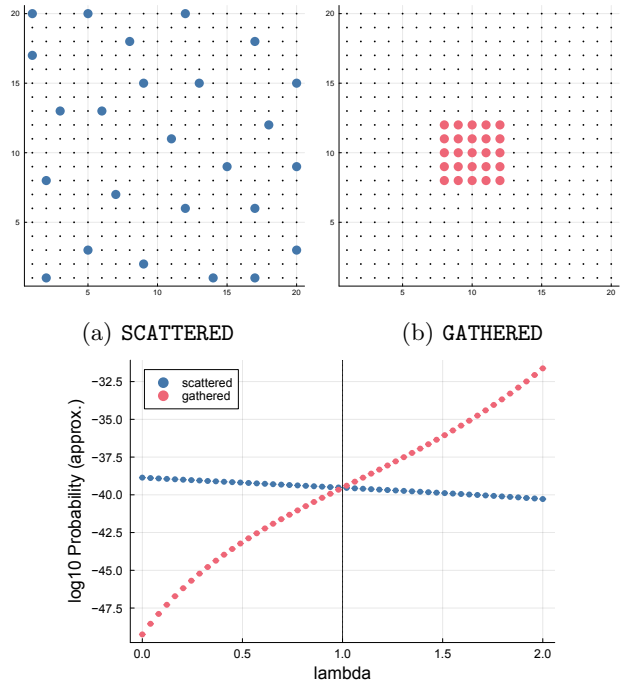 20
15
10
5
5 10 15 20
20
15
10
5
5 10 15 20
(a) SCATTERED
(b) GATHERED
scattered
gathered
−32.5
−35.0
−37.5
−40.0
−42.5
−45.0
−47.5
log10 Probability (approx.)
0.0 0.5 1.0 1.5 2.0
lambda